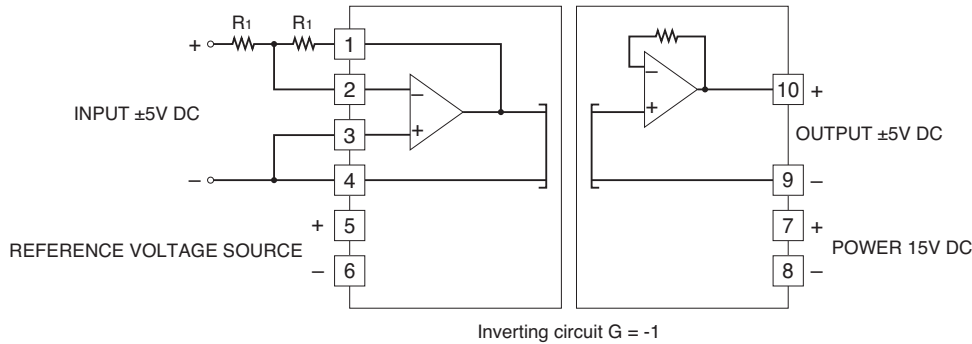 R1 R1
+ 1
2 −
INPUT ±5V DC
3 +
− 4
+ 5
REFERENCE VOLTAGE SOURCE
− 6
−
+
10 +
OUTPUT ±5V DC
9 −
7 +
POWER 15V DC
8 −
Inverting circuit G = -1